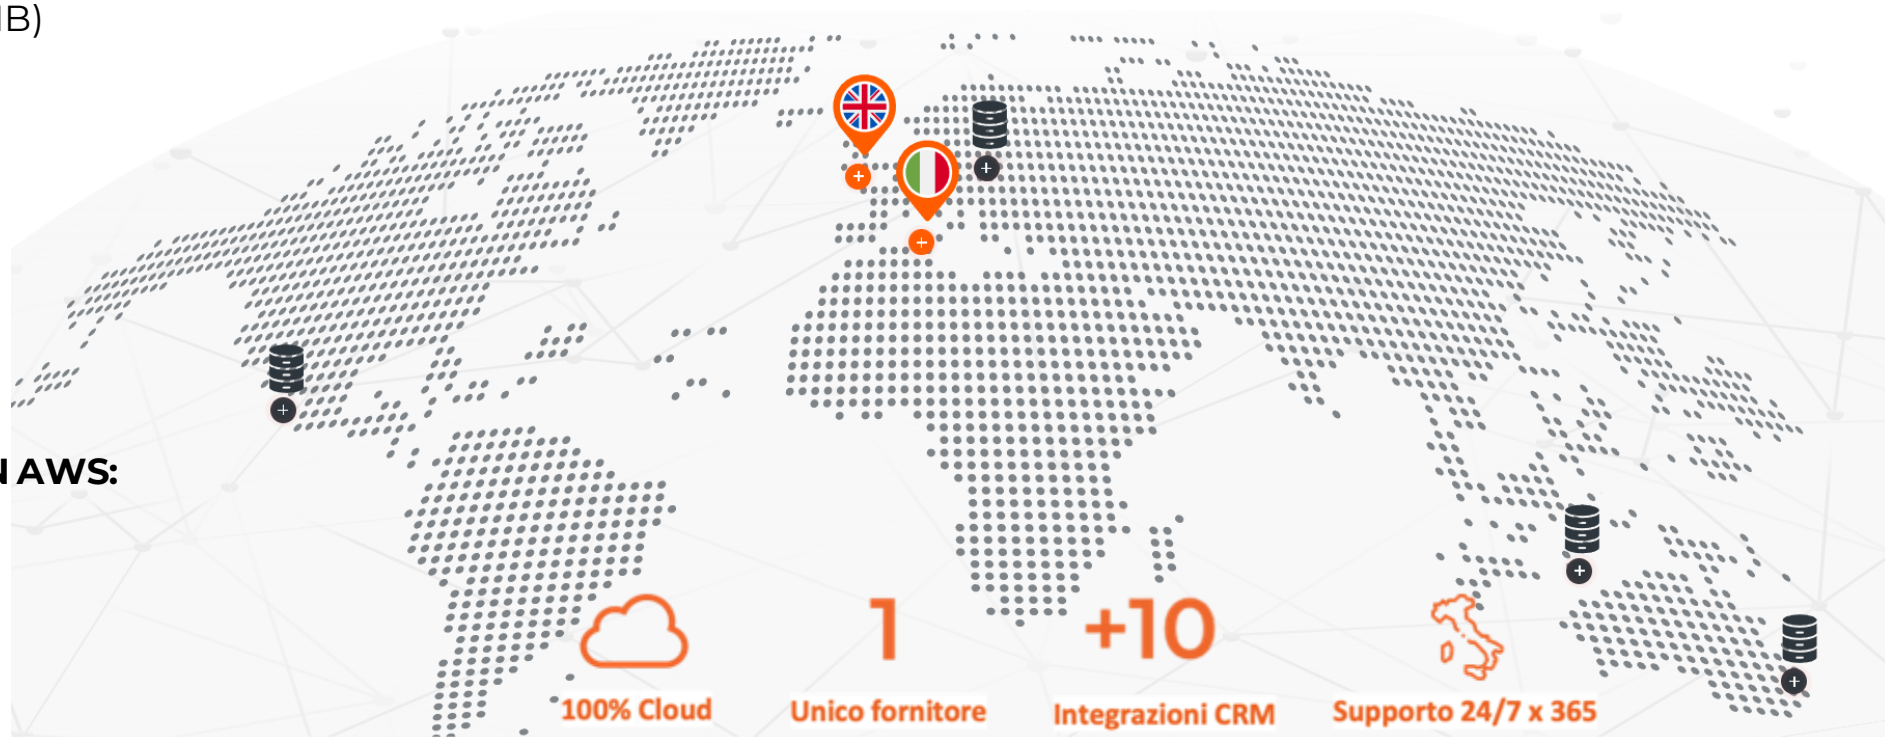 B)
AWS:
1
+10
100% Cloud
Unico fornitore
Integrazioni CRM
Supporto 24/7 x 365